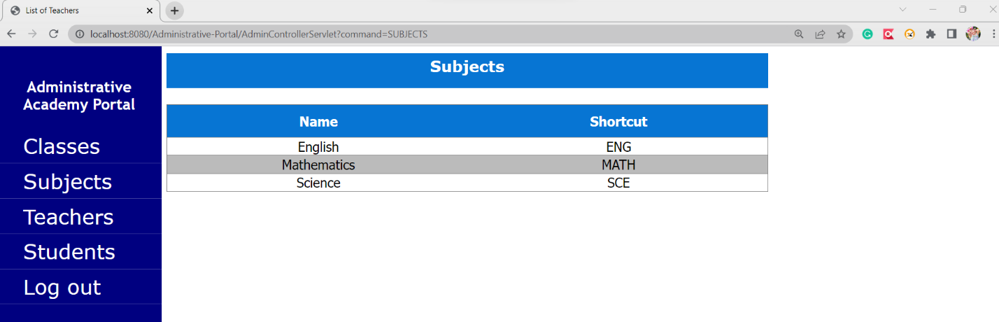 List of Teachers
localhost:8080/Administrative-Portal/AdminControllerServlet?command=SUBJECTS
Administrative
Academy Portal
Classes
Subjects
Teachers
Students
Log out
Subjects
Name Shortcut
English ENG
Mathematics MATH
Science SCE